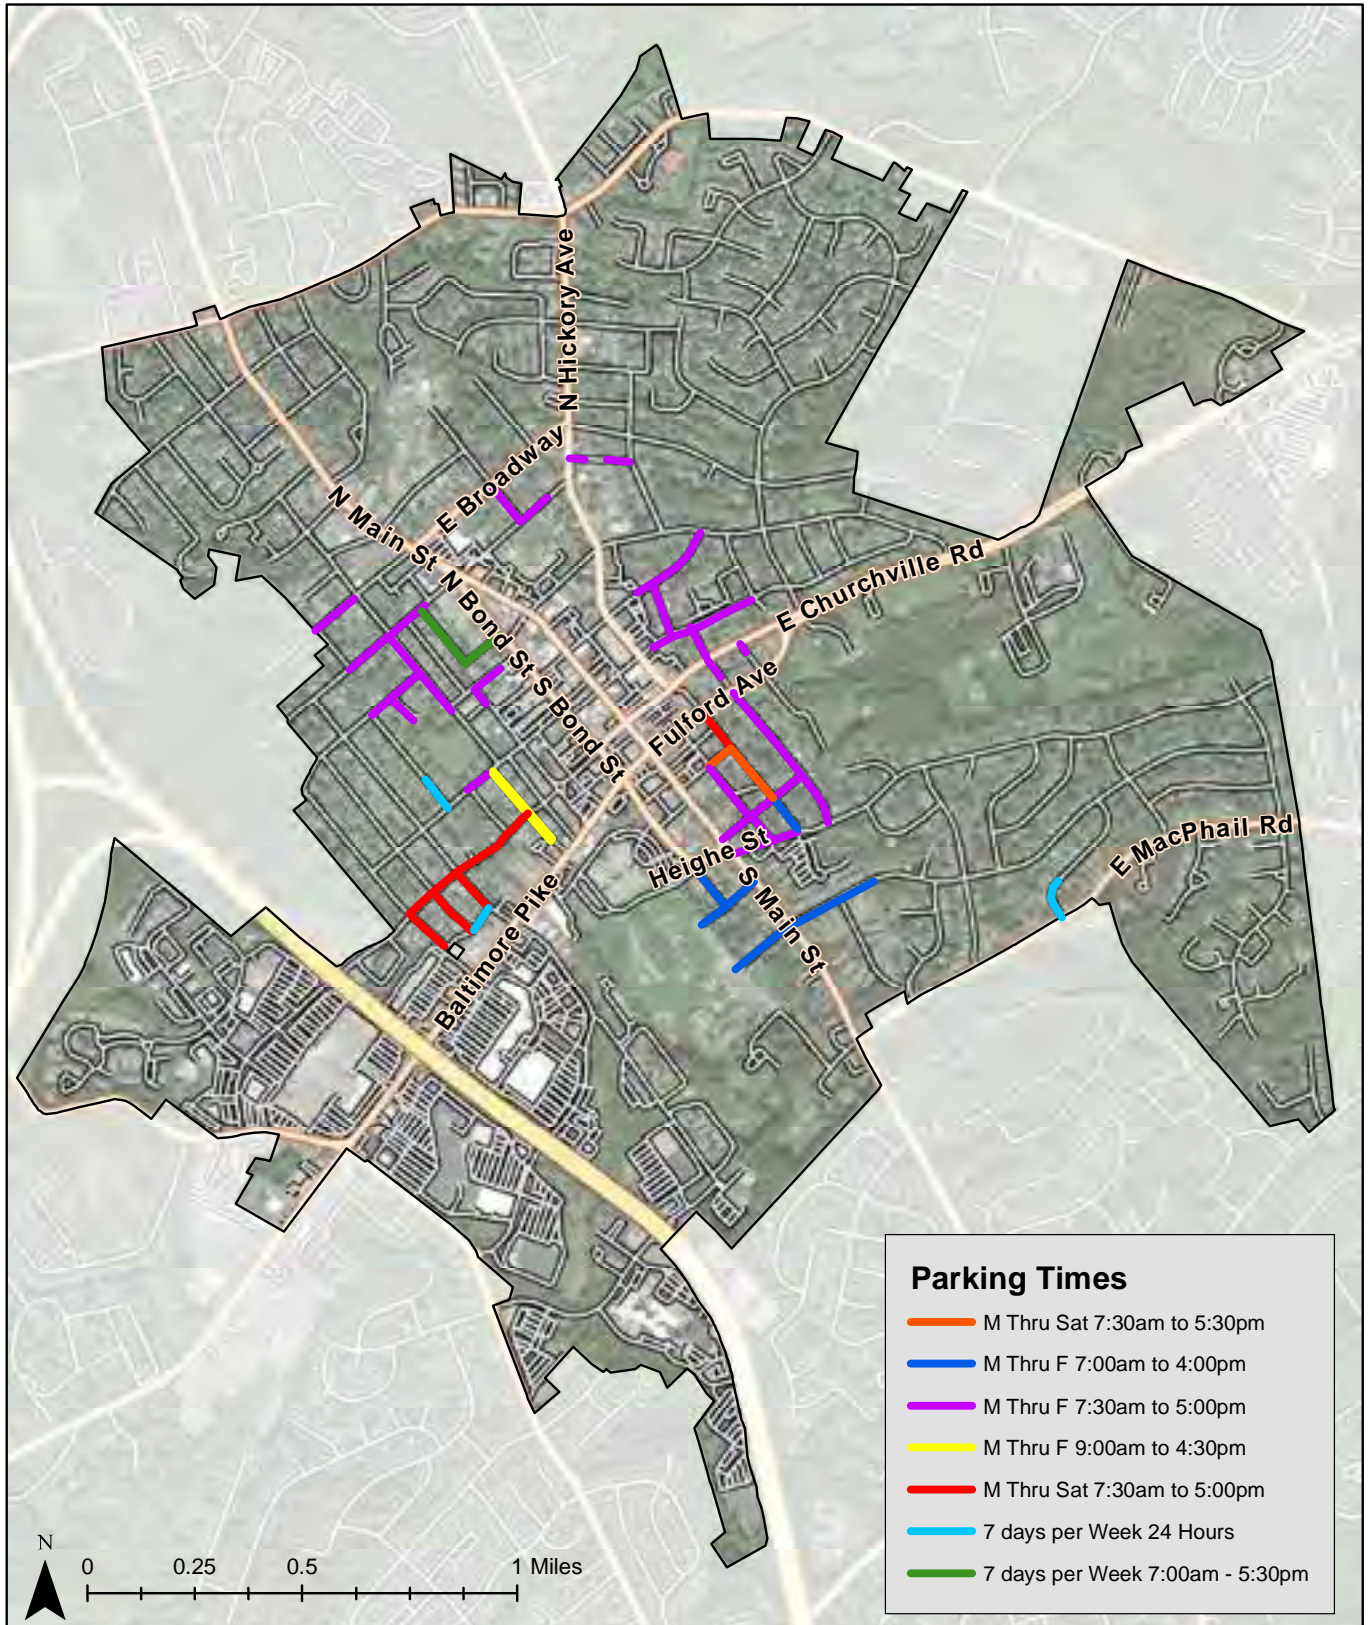 N Hickory Ave
E Broadway
N Main St
N Bond St
S Bond St
E Churchville Rd
Fulford Ave
Heighe St
S Main St
E MacPhail Rd
Baltimore Pike
Parking Times
M Thru Sat 7:30am to 5:30pm
M Thru F 7:00am to 4:00pm
M Thru F 7:30am to 5:00pm
M Thru F 9:00am to 4:30pm
M Thru Sat 7:30am to 5:00pm
7 days per Week 24 Hours
7 days per Week 7:00am - 5:30pm
N
0 0.25 0.5 1 Miles